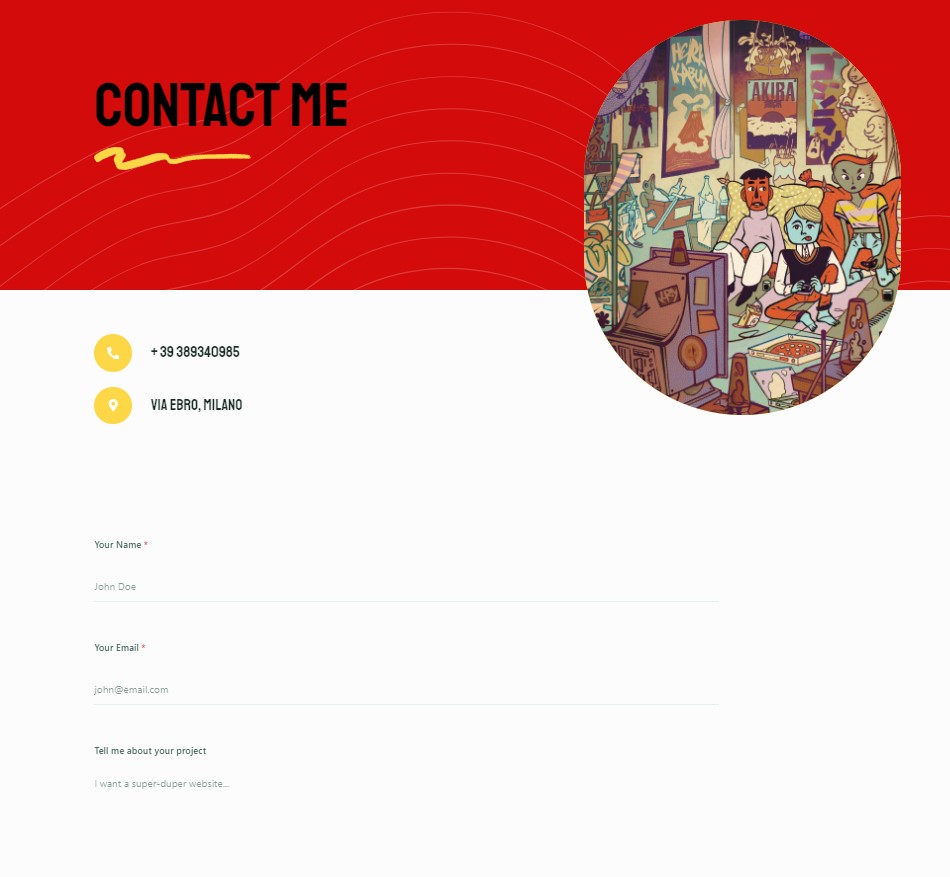 CONTACT ME
AKIRA
+ 39 389340985
VIA EBRO, MILANO
Your Name *
John Doe
Your Email *
john@email.com
Tell me about your project
I want a super-duper website...